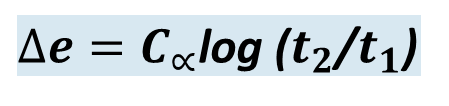 Δe = C∝log (t₂/t₁)